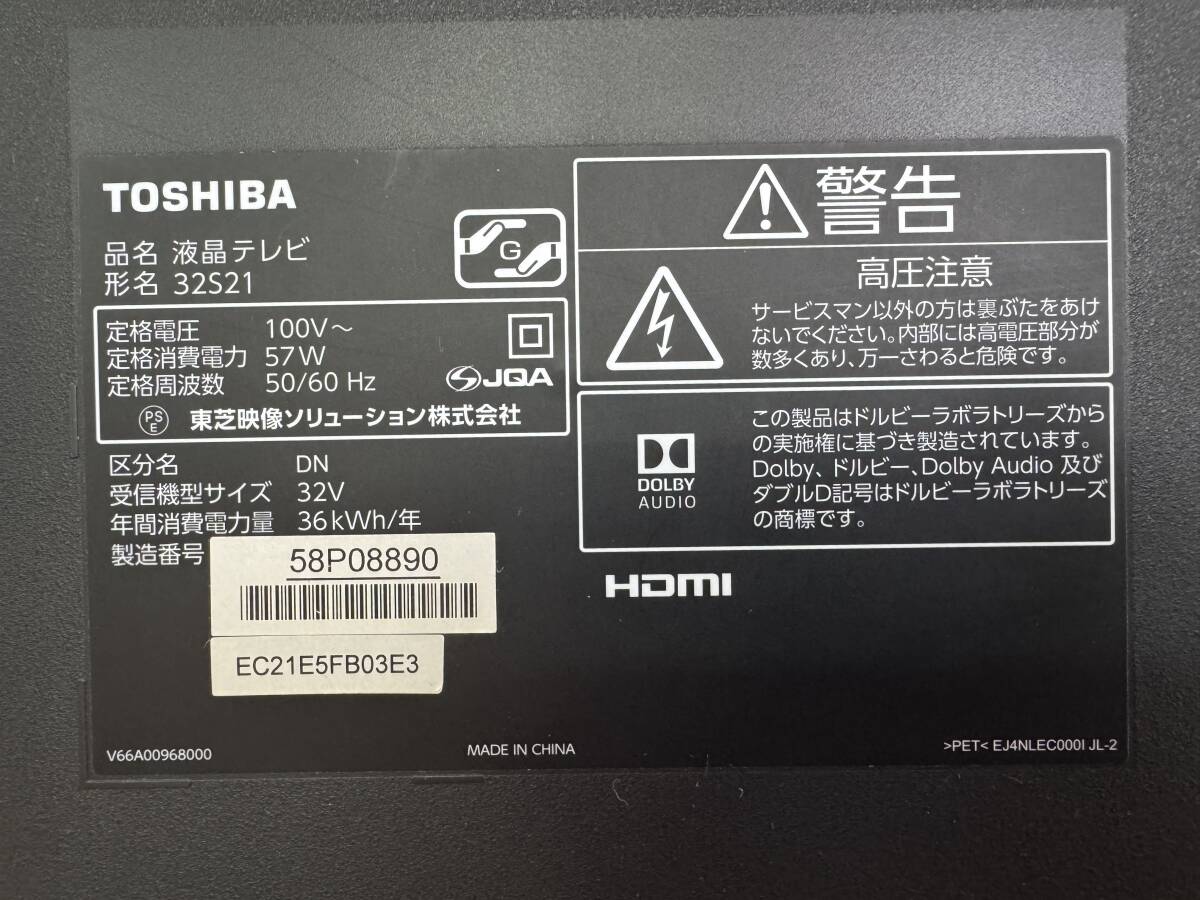 TOSHIBA
品名 液晶テレビ
形名 32S21
G
定格電圧 100V～
定格消費電力 57W
定格周波数 50/60 Hz
JQA
PS
E
東芝映像ソリューション株式会社
区分名 DN
受信機型サイズ 32V
年間消費電力量 36kWh/年
製造番号
58P08890
EC21E5FB03E3
V66A00968000
警告
高圧注意
サービスマン以外の方は裏ぶたをあけ
ないでください。内部には高電圧部分が
数多くあり、万一さわると危険です。
DOLBY
AUDIO
この製品はドルビーラボラトリーズから
の実施権に基づき製造されています。
Dolby、ドルビー、Dolby Audio 及び
ダブルD記号はドルビーラボラトリーズ
の商標です。
HDMI
MADE IN CHINA
>PET< EJ4NLEC000I JL-2